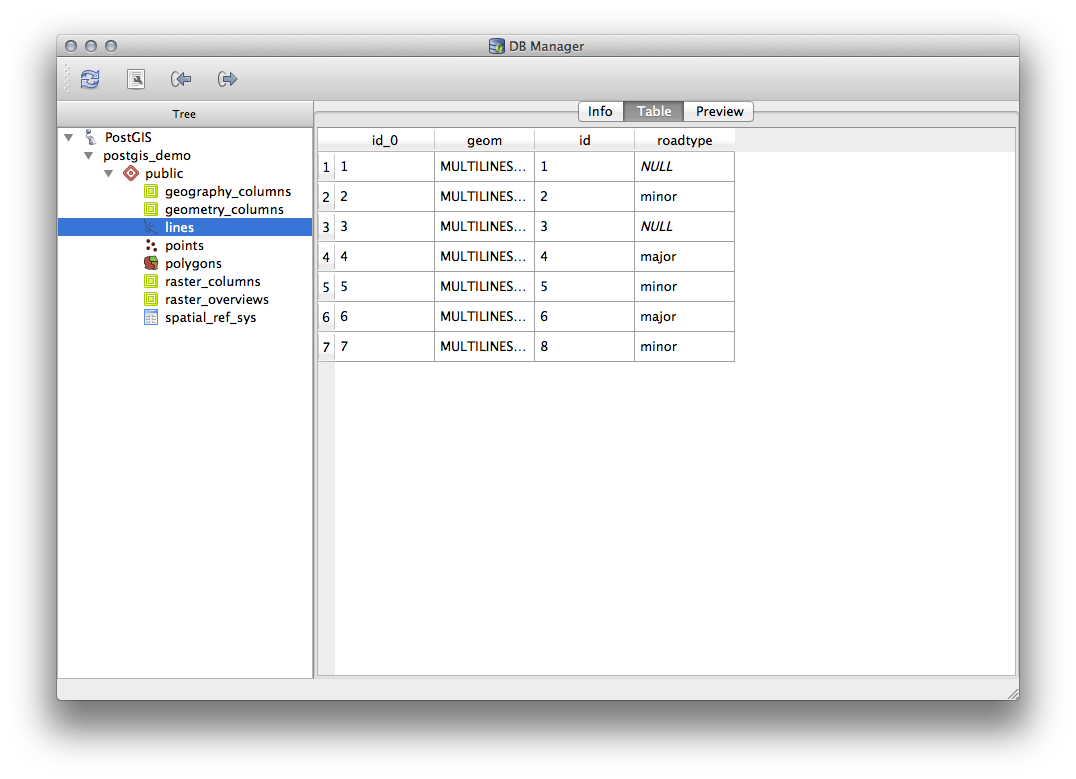 DB Manager
Tree
PostGIS
postgis_demo
public
geography_columns
geometry_columns
lines
points
polygons
raster_columns
raster_overviews
spatial_ref_sys
Info Table Preview
id_0 geom id roadtype
1 1 MULTILINES... 1 NULL
2 2 MULTILINES... 2 minor
3 3 MULTILINES... 3 NULL
4 4 MULTILINES... 4 major
5 5 MULTILINES... 5 minor
6 6 MULTILINES... 6 major
7 7 MULTILINES... 8 minor